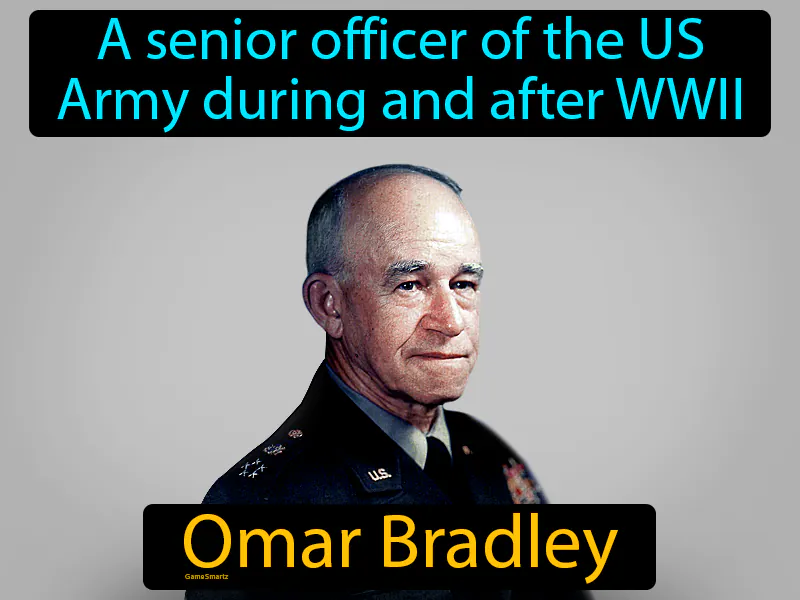 A senior officer of the US
Army during and after WWII
U.S.
Omar Bradley
GameSmartz